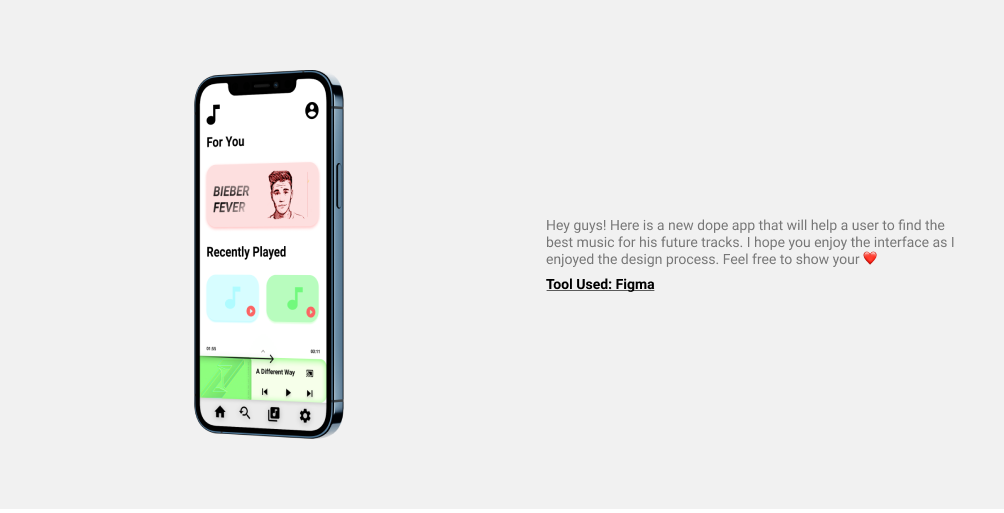 For You
BIEBER
FEVER
Recently Played
01:55
00:11
A Different Way
Hey guys! Here is a new dope app that will help a user to find the
best music for his future tracks. I hope you enjoy the interface as I
enjoyed the design process. Feel free to show your ❤️
Tool Used: Figma